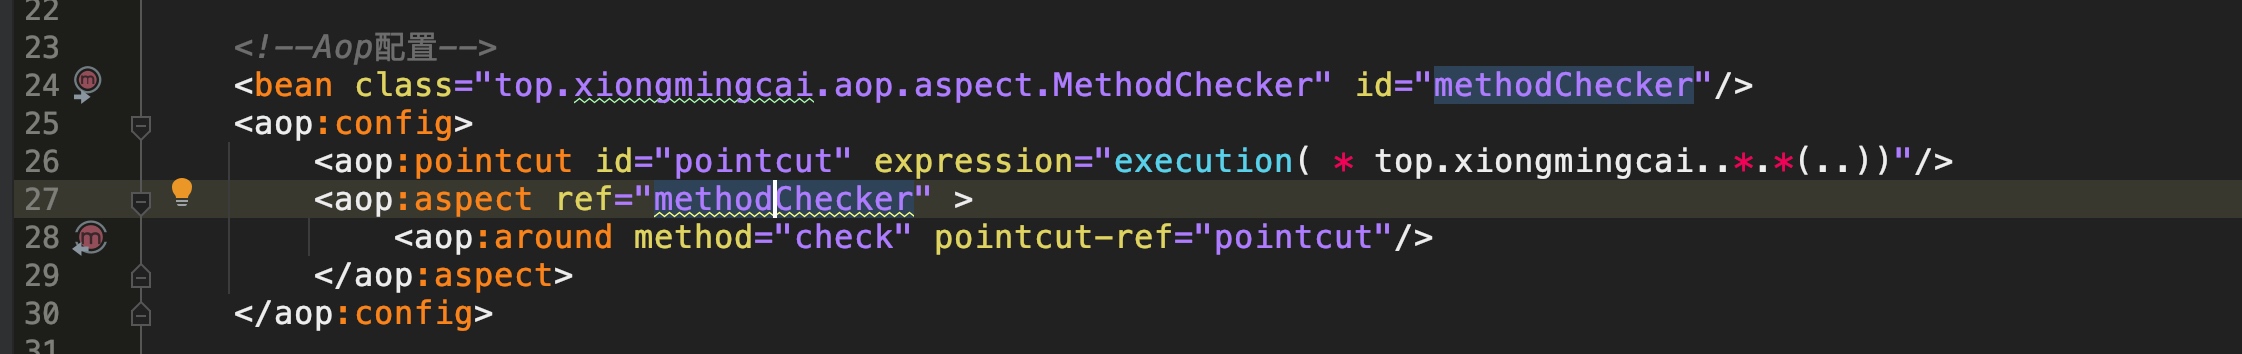 22
23 <!--Aop配置-->
24 <bean class="top.xiongmingcai.aop.aspect.MethodChecker" id="methodChecker"/>
25 <aop:config>
26 <aop:pointcut id="pointcut" expression="execution( * top.xiongmingcai..*.*(..))"/>
27 <aop:aspect ref="methodChecker" >
28 <aop:around method="check" pointcut-ref="pointcut"/>
29 </aop:aspect>
30 </aop:config>
31